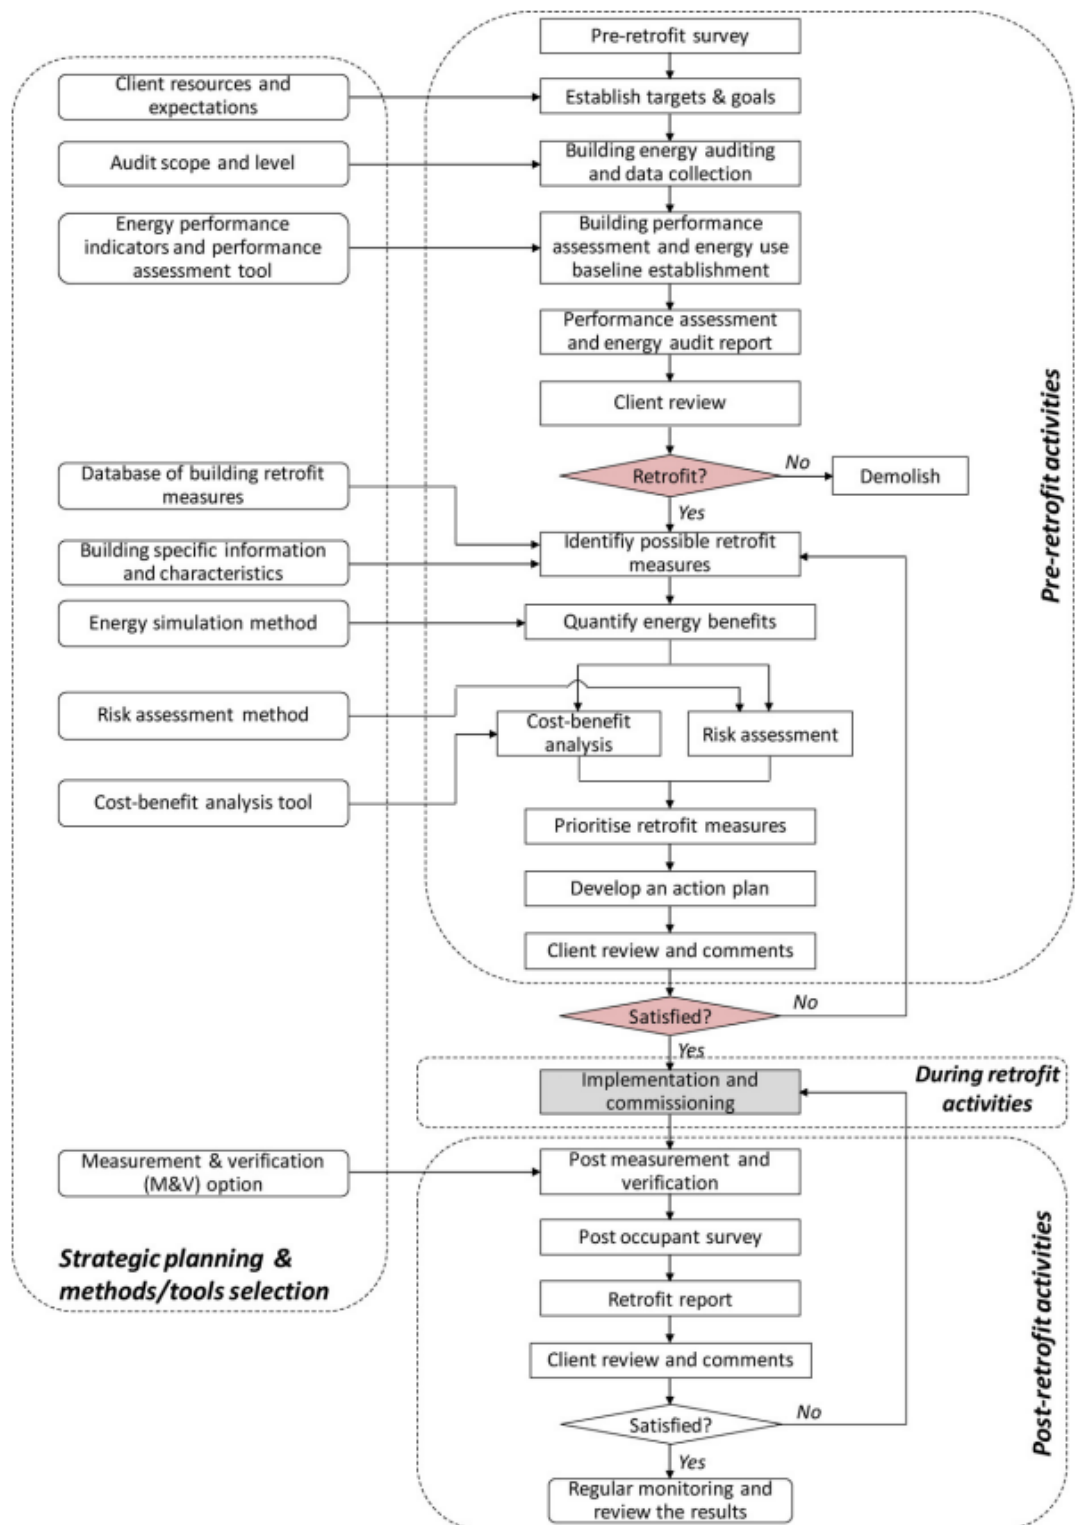 Pre-retrofit survey
Client resources and
expectations
Establish targets & goals
Audit scope and level
Building energy auditing
and data collection
Energy performance
indicators and performance
assessment tool
Building performance
assessment and energy use
baseline establishment
Performance assessment
and energy audit report
Client review
Pre-retrofit activities
Database of building retrofit
measures
Retrofit?
No
Demolish
Yes
Building specific information
and characteristics
Identifiy possible retrofit
measures
Energy simulation method
Quantify energy benefits
Risk assessment method
Cost-benefit
analysis
Risk assessment
Cost-benefit analysis tool
Prioritise retrofit measures
Develop an action plan
Client review and comments
Satisfied?
No
Yes
Implementation and
commissioning
During retrofit
activities
Measurement & verification
(M&V) option
Post measurement and
verification
Post occupant survey
Strategic planning &
methods/tools selection
Retrofit report
Client review and comments
Post-retrofit activities
Satisfied?
No
Yes
Regular monitoring and
review the results